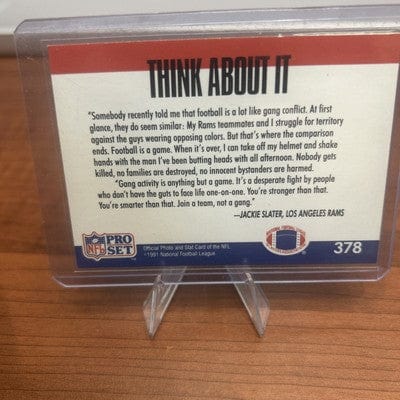 THINK ABOUT IT
"Somebody recently told me that football is a lot like gang conflict. At first
glance, they do seem similar: My Rams teammates and I struggle for territory
against the guys wearing opposing colors. But that's where the comparison
ends. Football is a game. When it's over, I can take off my helmet and shake
hands with the man I've been butting heads with all afternoon. Nobody gets
killed, no families are destroyed, no innocent bystanders are harmed.
"Gang activity is anything but a game. It's a desperate fight by people
who don't have the guts to face life one-on-one. You're stronger than that.
You're smarter than that. Join a team, not a gang."
—JACKIE SLATER, LOS ANGELES RAMS
NFL PRO SET
Official Photo and Stat Card of the NFL
©1991 National Football League
378